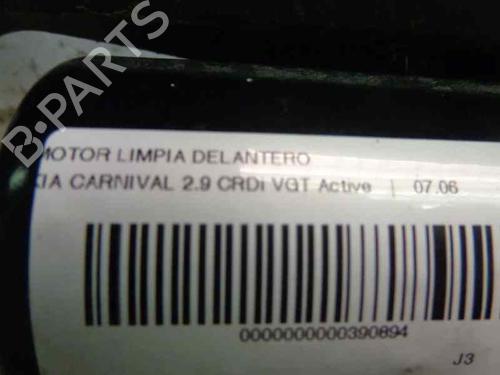 B-PARTS
MOTOR LIMPIA DELANTERO
KIA CARNIVAL 2.9 CRDi VGT Active | 07.06
0000000000390894
J3